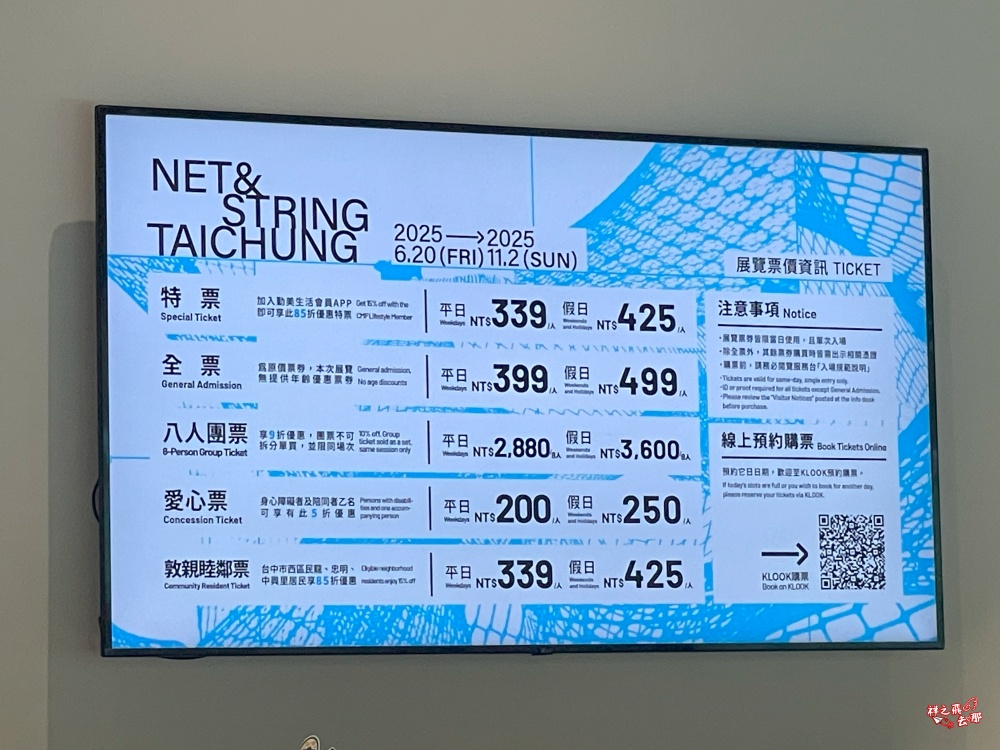 NET&
STRING
TAICHUNG
2025→2025
6.20(FRI) 11.2(SUN)
展覽票價資訊 TICKET
特 票
Special Ticket
加入勤美生活會員APP
即可享此85折優惠特票
Get 15% off with the
CMP Lifestyle Member
平日 Weekdays NT$339/人
假日 Weekends and Holidays NT$425/人
全 票
General Admission
為原價票券，本次展覽
無提供年齡優惠票券
General admission,
No age discounts
平日 Weekdays NT$399/人
假日 Weekends and Holidays NT$499/人
八人團票
8-Person Group Ticket
享9折優惠，團票不可
拆分單買，並限同場次
10% off, Group
ticket sold as a set,
same session only
平日 Weekdays NT$2,880/8人
假日 Weekends and Holidays NT$3,600/8人
愛心票
Concession Ticket
身心障礙者及陪同者乙名
可享有此5折優惠
Persons with disabili-
ties and one accom-
panying person
平日 Weekdays NT$200/人
假日 Weekends and Holidays NT$250/人
敦親睦鄰票
Community Resident Ticket
台中市西區民龍、忠明、
中興里居民享85折優惠
Eligible neighborhood
residents enjoy 15% off
平日 Weekdays NT$339/人
假日 Weekends and Holidays NT$425/人
注意事項 Notice
・展覽票券皆限當日使用，且單次入場
・除全票外，其餘票券購買時皆需出示相關憑證
・購票前，請務必閱覽服務台「入場規範說明」
・Tickets are valid for same-day, single entry only.
・ID or proof required for all tickets except General Admission.
・Please review the "Visitor Notices" posted at the info desk
before purchase.
線上預約購票 Book Tickets Online
預約它日日期，歡迎至KLOOK預約購票。
If today's slots are full or you wish to book for another day,
please reserve your tickets via KLOOK.
→
KLOOK購票
Book on KLOOK
祥之飛
去那